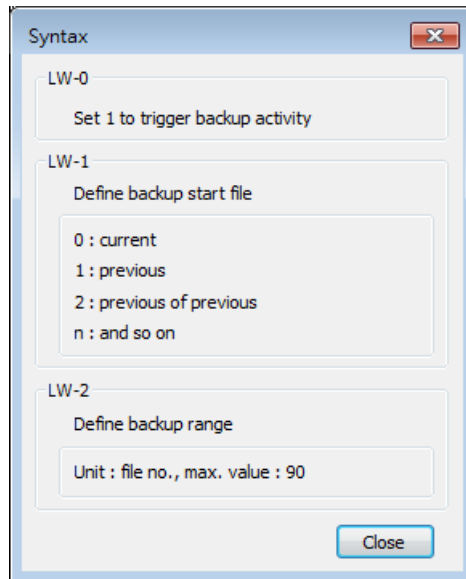 Syntax
LW-0
Set 1 to trigger backup activity
LW-1
Define backup start file
0 : current
1 : previous
2 : previous of previous
n : and so on
LW-2
Define backup range
Unit : file no., max. value : 90
Close